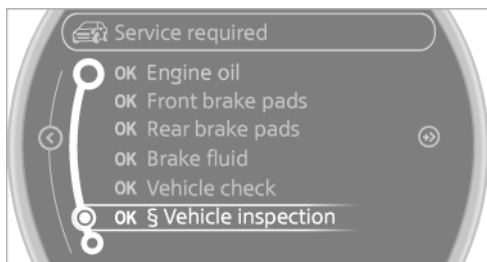 Service required
OK Engine oil
OK Front brake pads
OK Rear brake pads
OK Brake fluid
OK Vehicle check
OK § Vehicle inspection